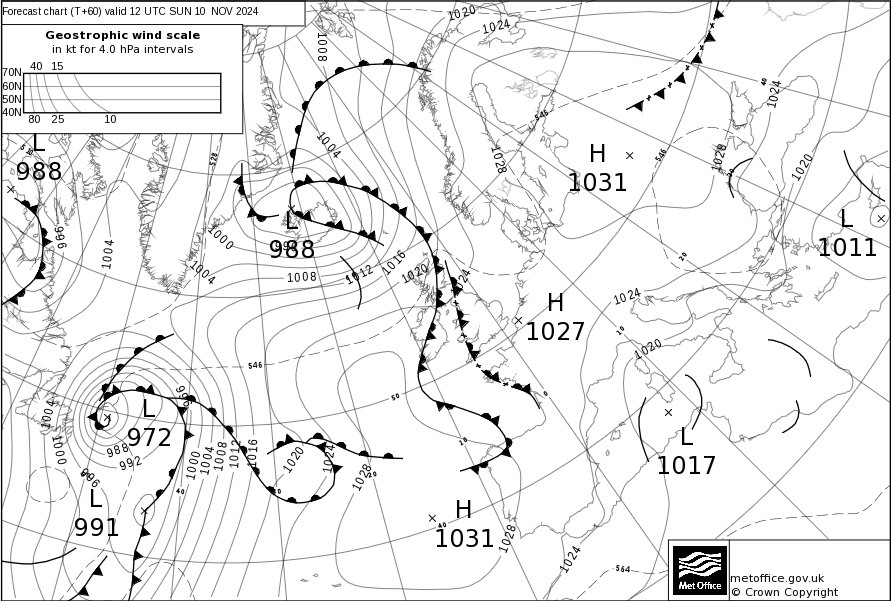 Forecast chart (T+60) valid 12 UTC SUN 10 NOV 2024
Geostrophic wind scale
in kt for 4.0 hPa intervals
40 15
70N
60N
50N
40N
80 25 10
1020
1024
1008
1004
1028
546
546
528
40
1024
1028
1020
L
988
H
1031
L
1011
996
1004
1000
1004
L
988
1008
1012
1016
1020
1024
20
1024
H
1027
10
1020
546
50
0
10
996
1004
1000
L
972
988
992
996
1000
1004
1008
1012
1016
1020
1024
1028
40
L
1017
L
991
H
1031
40
1028
1024
564
Met Office
metoffice.gov.uk
© Crown Copyright